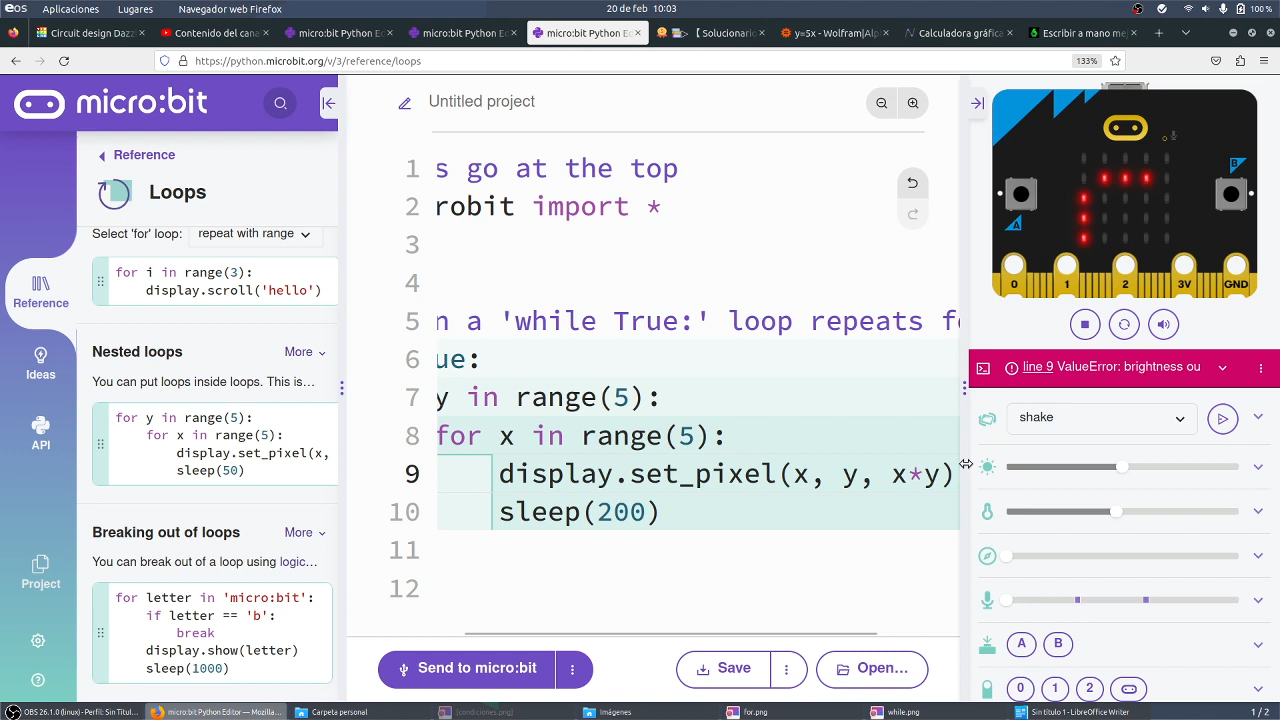 eos
Aplicaciones
Lugares
Navegador web Firefox
20 de feb 10:03
100 %
Circuit design Dazz
Contenido del cana
micro:bit Python Ed
micro:bit Python Ed
micro:bit Python Ed
[ Solucionario
y=5x - Wolfram|Alp
Calculadora gráfica
Escribir a mano mej
https://python.microbit.org/v/3/reference/loops
133%
micro:bit
Reference
Loops
Select 'for' loop:
repeat with range
for i in range(3):
display.scroll('hello')
Nested loops
More
You can put loops inside loops. This is…
for y in range(5):
for x in range(5):
display.set_pixel(x,
sleep(50)
Breaking out of loops
More
You can break out of a loop using logic…
for letter in 'micro:bit':
if letter == 'b':
break
display.show(letter)
sleep(1000)
Reference
Ideas
API
Project
Untitled project
1 s go at the top
2 robit import *
3
4
5 n a 'while True:' loop repeats fo
6 ue:
7 y in range(5):
8 for x in range(5):
9 display.set_pixel(x, y, x*y)
10 sleep(200)
11
12
Send to micro:bit
Save
Open...
A
B
0
1
2
3V
GND
line 9 ValueError: brightness ou
shake
A
B
0
1
2
OBS 26.1.0 (linux) - Perfil: Sin Titul…
micro:bit Python Editor — Mozilla…
Carpeta personal
[condiciones.png]
Imágenes
for.png
while.png
Sin título 1 - LibreOffice Writer
1 / 2